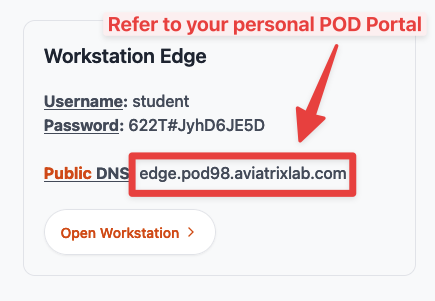 Refer to your personal POD Portal
Workstation Edge
Username: student
Password: 622T#JyhD6JE5D
Public DNS edge.pod98.aviatrixlab.com
Open Workstation >